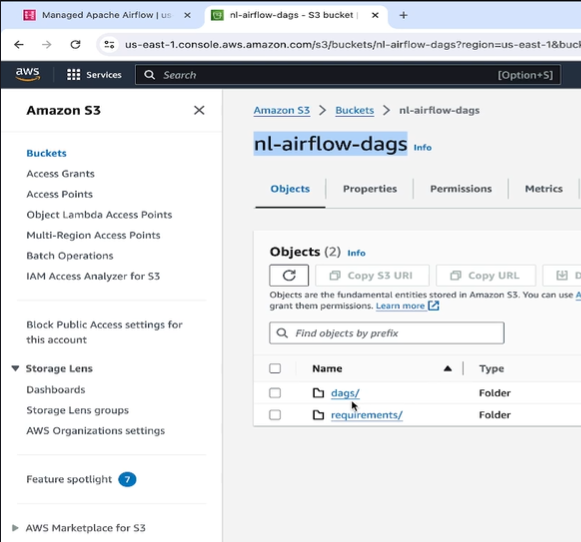 Managed Apache Airflow | us
nl-airflow-dags - S3 bucket |
us-east-1.console.aws.amazon.com/s3/buckets/nl-airflow-dags?region=us-east-1&buc
aws
Services
Search
[Option+S]
Amazon S3
Buckets
Access Grants
Access Points
Object Lambda Access Points
Multi-Region Access Points
Batch Operations
IAM Access Analyzer for S3
Block Public Access settings for
this account
Storage Lens
Dashboards
Storage Lens groups
AWS Organizations settings
Feature spotlight 7
AWS Marketplace for S3
Amazon S3 > Buckets > nl-airflow-dags
nl-airflow-dags Info
Objects Properties Permissions Metrics
Objects (2) Info
Copy S3 URI Copy URL D
Objects are the fundamental entities stored in Amazon S3. You can use A
grant them permissions. Learn more
Find objects by prefix
Name Type
dags/ Folder
requirements/ Folder